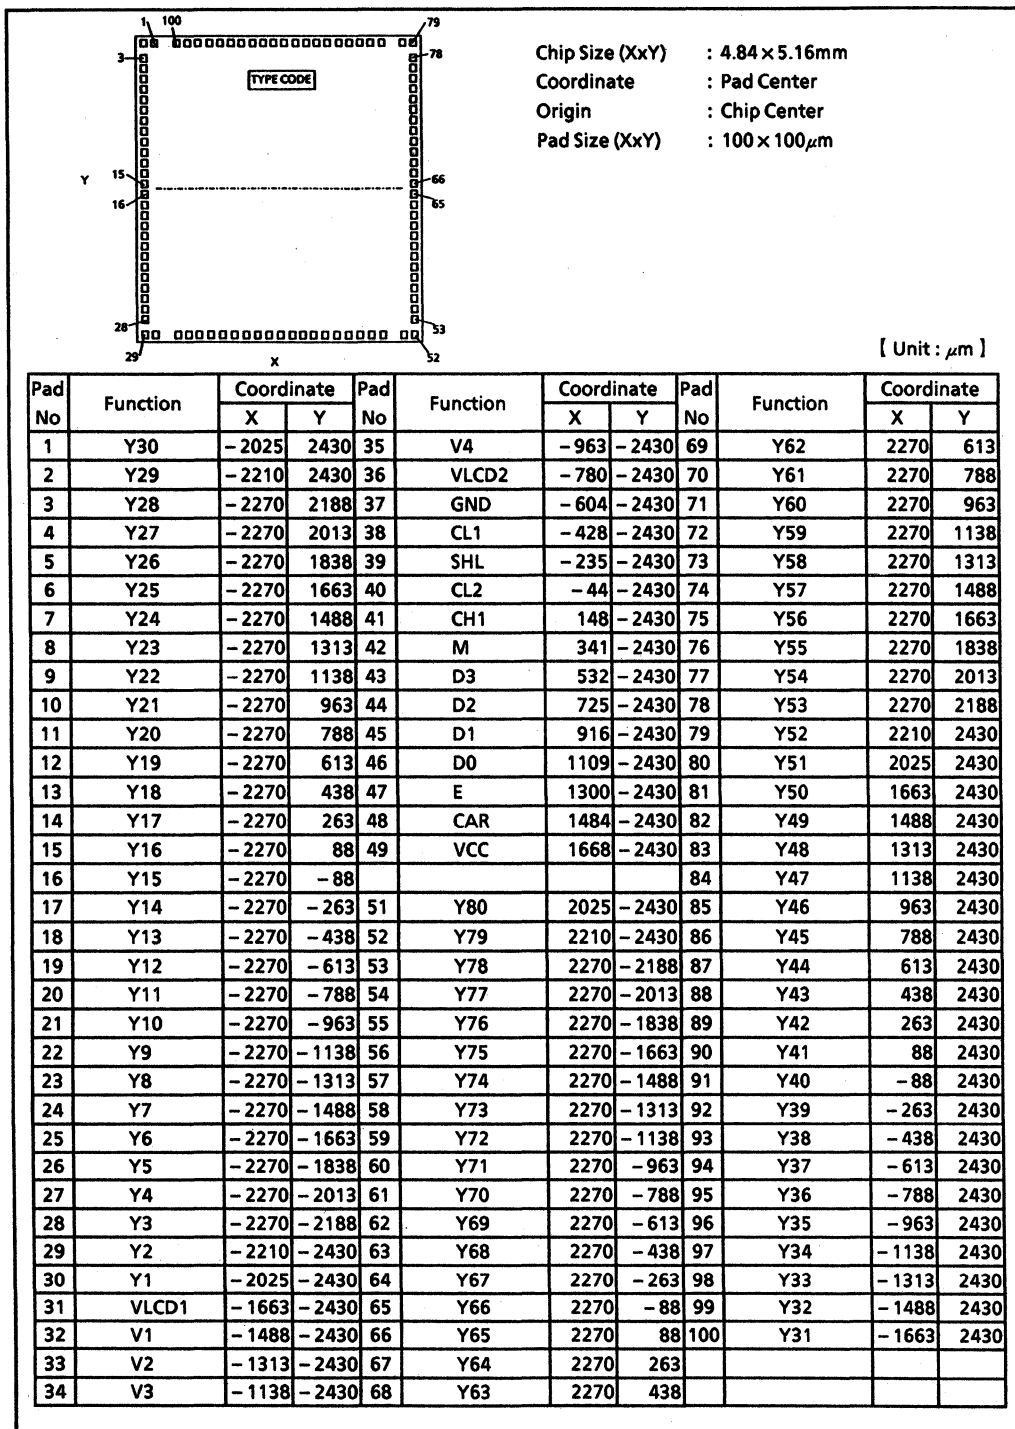 1 100 79
3 78
TYPE CODE
Y 15 66
16 65
28 53
29 X 52
Chip Size (XxY) : 4.84×5.16mm
Coordinate : Pad Center
Origin : Chip Center
Pad Size (XxY) : 100×100μm
[ Unit : μm ]
Pad No Function Coordinate X Y Pad No Function Coordinate X Y Pad No Function Coordinate X Y
1 Y30 −2025 2430 35 V4 −963 −2430 69 Y62 2270 613
2 Y29 −2210 2430 36 VLCD2 −780 −2430 70 Y61 2270 788
3 Y28 −2270 2188 37 GND −604 −2430 71 Y60 2270 963
4 Y27 −2270 2013 38 CL1 −428 −2430 72 Y59 2270 1138
5 Y26 −2270 1838 39 SHL −235 −2430 73 Y58 2270 1313
6 Y25 −2270 1663 40 CL2 −44 −2430 74 Y57 2270 1488
7 Y24 −2270 1488 41 CH1 148 −2430 75 Y56 2270 1663
8 Y23 −2270 1313 42 M 341 −2430 76 Y55 2270 1838
9 Y22 −2270 1138 43 D3 532 −2430 77 Y54 2270 2013
10 Y21 −2270 963 44 D2 725 −2430 78 Y53 2270 2188
11 Y20 −2270 788 45 D1 916 −2430 79 Y52 2210 2430
12 Y19 −2270 613 46 D0 1109 −2430 80 Y51 2025 2430
13 Y18 −2270 438 47 E 1300 −2430 81 Y50 1663 2430
14 Y17 −2270 263 48 CAR 1484 −2430 82 Y49 1488 2430
15 Y16 −2270 88 49 VCC 1668 −2430 83 Y48 1313 2430
16 Y15 −2270 −88 84 Y47 1138 2430
17 Y14 −2270 −263 51 Y80 2025 −2430 85 Y46 963 2430
18 Y13 −2270 −438 52 Y79 2210 −2430 86 Y45 788 2430
19 Y12 −2270 −613 53 Y78 2270 −2188 87 Y44 613 2430
20 Y11 −2270 −788 54 Y77 2270 −2013 88 Y43 438 2430
21 Y10 −2270 −963 55 Y76 2270 −1838 89 Y42 263 2430
22 Y9 −2270 −1138 56 Y75 2270 −1663 90 Y41 88 2430
23 Y8 −2270 −1313 57 Y74 2270 −1488 91 Y40 −88 2430
24 Y7 −2270 −1488 58 Y73 2270 −1313 92 Y39 −263 2430
25 Y6 −2270 −1663 59 Y72 2270 −1138 93 Y38 −438 2430
26 Y5 −2270 −1838 60 Y71 2270 −963 94 Y37 −613 2430
27 Y4 −2270 −2013 61 Y70 2270 −788 95 Y36 −788 2430
28 Y3 −2270 −2188 62 Y69 2270 −613 96 Y35 −963 2430
29 Y2 −2210 −2430 63 Y68 2270 −438 97 Y34 −1138 2430
30 Y1 −2025 −2430 64 Y67 2270 −263 98 Y33 −1313 2430
31 VLCD1 −1663 −2430 65 Y66 2270 −88 99 Y32 −1488 2430
32 V1 −1488 −2430 66 Y65 2270 88 100 Y31 −1663 2430
33 V2 −1313 −2430 67 Y64 2270 263
34 V3 −1138 −2430 68 Y63 2270 438